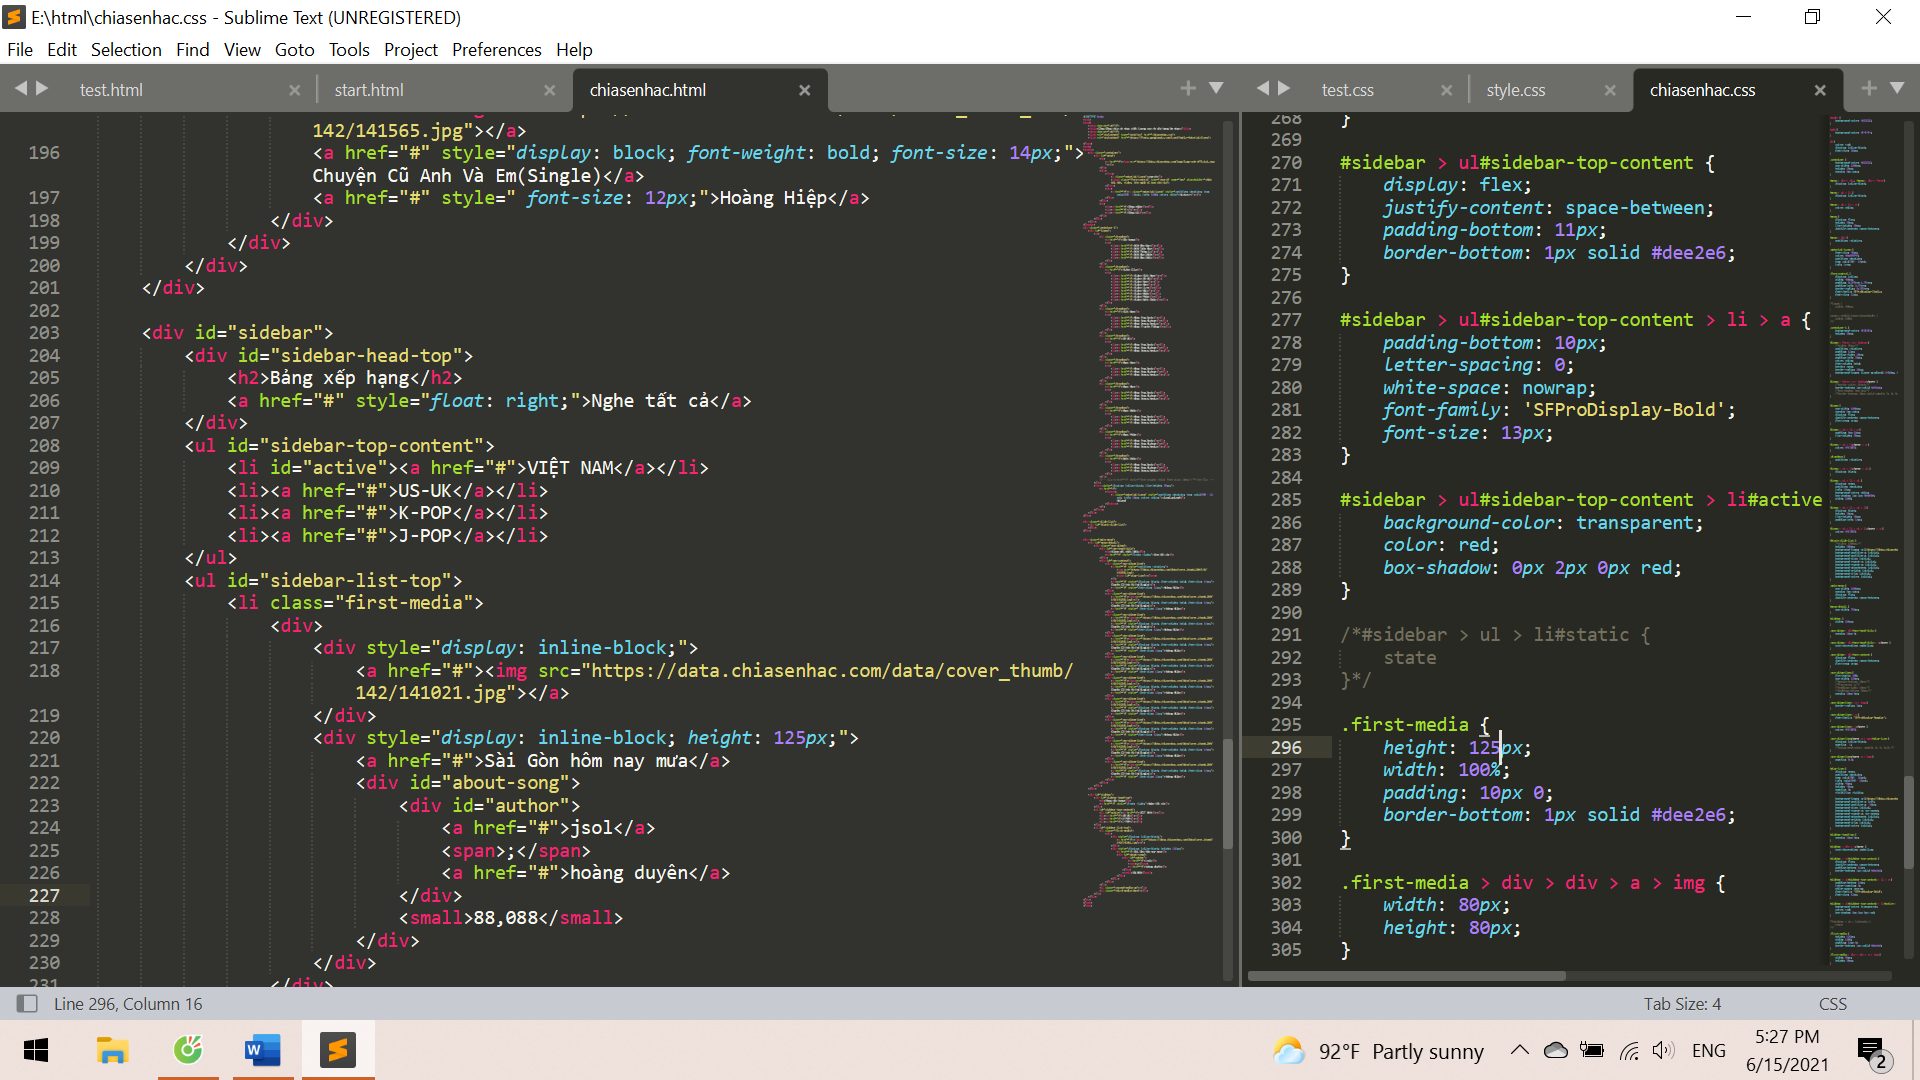 E:\html\chiasenhac.css - Sublime Text (UNREGISTERED)
File Edit Selection Find View Goto Tools Project Preferences Help
test.html
start.html
chiasenhac.html
142/141565.jpg"></a>
196 <a href="#" style="display: block; font-weight: bold; font-size: 14px;">
Chuyện Cũ Anh Và Em(Single)</a>
197 <a href="#" style=" font-size: 12px;">Hoàng Hiệp</a>
198 </div>
199 </div>
200 </div>
201 </div>
202
203 <div id="sidebar">
204 <div id="sidebar-head-top">
205 <h2>Bảng xếp hạng</h2>
206 <a href="#" style="float: right;">Nghe tất cả</a>
207 </div>
208 <ul id="sidebar-top-content">
209 <li id="active"><a href="#">VIỆT NAM</a></li>
210 <li><a href="#">US-UK</a></li>
211 <li><a href="#">K-POP</a></li>
212 <li><a href="#">J-POP</a></li>
213 </ul>
214 <ul id="sidebar-list-top">
215 <li class="first-media">
216 <div>
217 <div style="display: inline-block;">
218 <a href="#"><img src="https://data.chiasenhac.com/data/cover_thumb/
142/141021.jpg"></a>
219 </div>
220 <div style="display: inline-block; height: 125px;">
221 <a href="#">Sài Gòn hôm nay mưa</a>
222 <div id="about-song">
223 <div id="author">
224 <a href="#">jsol</a>
225 <span>;</span>
226 <a href="#">hoàng duyên</a>
227 </div>
228 <small>88,088</small>
229 </div>
230 </div>
231 </div>
test.css
style.css
chiasenhac.css
268 }
269
270 #sidebar > ul#sidebar-top-content {
271 display: flex;
272 justify-content: space-between;
273 padding-bottom: 11px;
274 border-bottom: 1px solid #dee2e6;
275 }
276
277 #sidebar > ul#sidebar-top-content > li > a {
278 padding-bottom: 10px;
279 letter-spacing: 0;
280 white-space: nowrap;
281 font-family: 'SFProDisplay-Bold';
282 font-size: 13px;
283 }
284
285 #sidebar > ul#sidebar-top-content > li#active
286 background-color: transparent;
287 color: red;
288 box-shadow: 0px 2px 0px red;
289 }
290
291 /*#sidebar > ul > li#static {
292 state
293 }*/
294
295 .first-media {
296 height: 125px;
297 width: 100%;
298 padding: 10px 0;
299 border-bottom: 1px solid #dee2e6;
300 }
301
302 .first-media > div > div > a > img {
303 width: 80px;
304 height: 80px;
305 }
Line 296, Column 16
Tab Size: 4
CSS
92°F Partly sunny
ENG
5:27 PM
6/15/2021
2